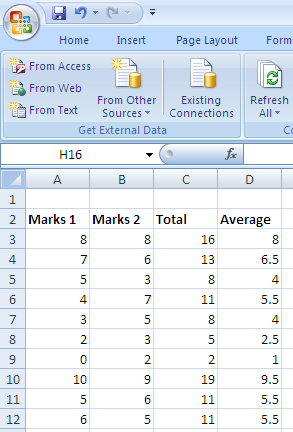 Home Insert Page Layout Form
From Access
From Web
From Text
From Other Sources
Existing Connections
Refresh All
Get External Data Co
H16 fx
A B C D
1
2 Marks 1 Marks 2 Total Average
3 8 8 16 8
4 7 6 13 6.5
5 5 3 8 4
6 4 7 11 5.5
7 3 5 8 4
8 2 3 5 2.5
9 0 2 2 1
10 10 9 19 9.5
11 5 6 11 5.5
12 6 5 11 5.5